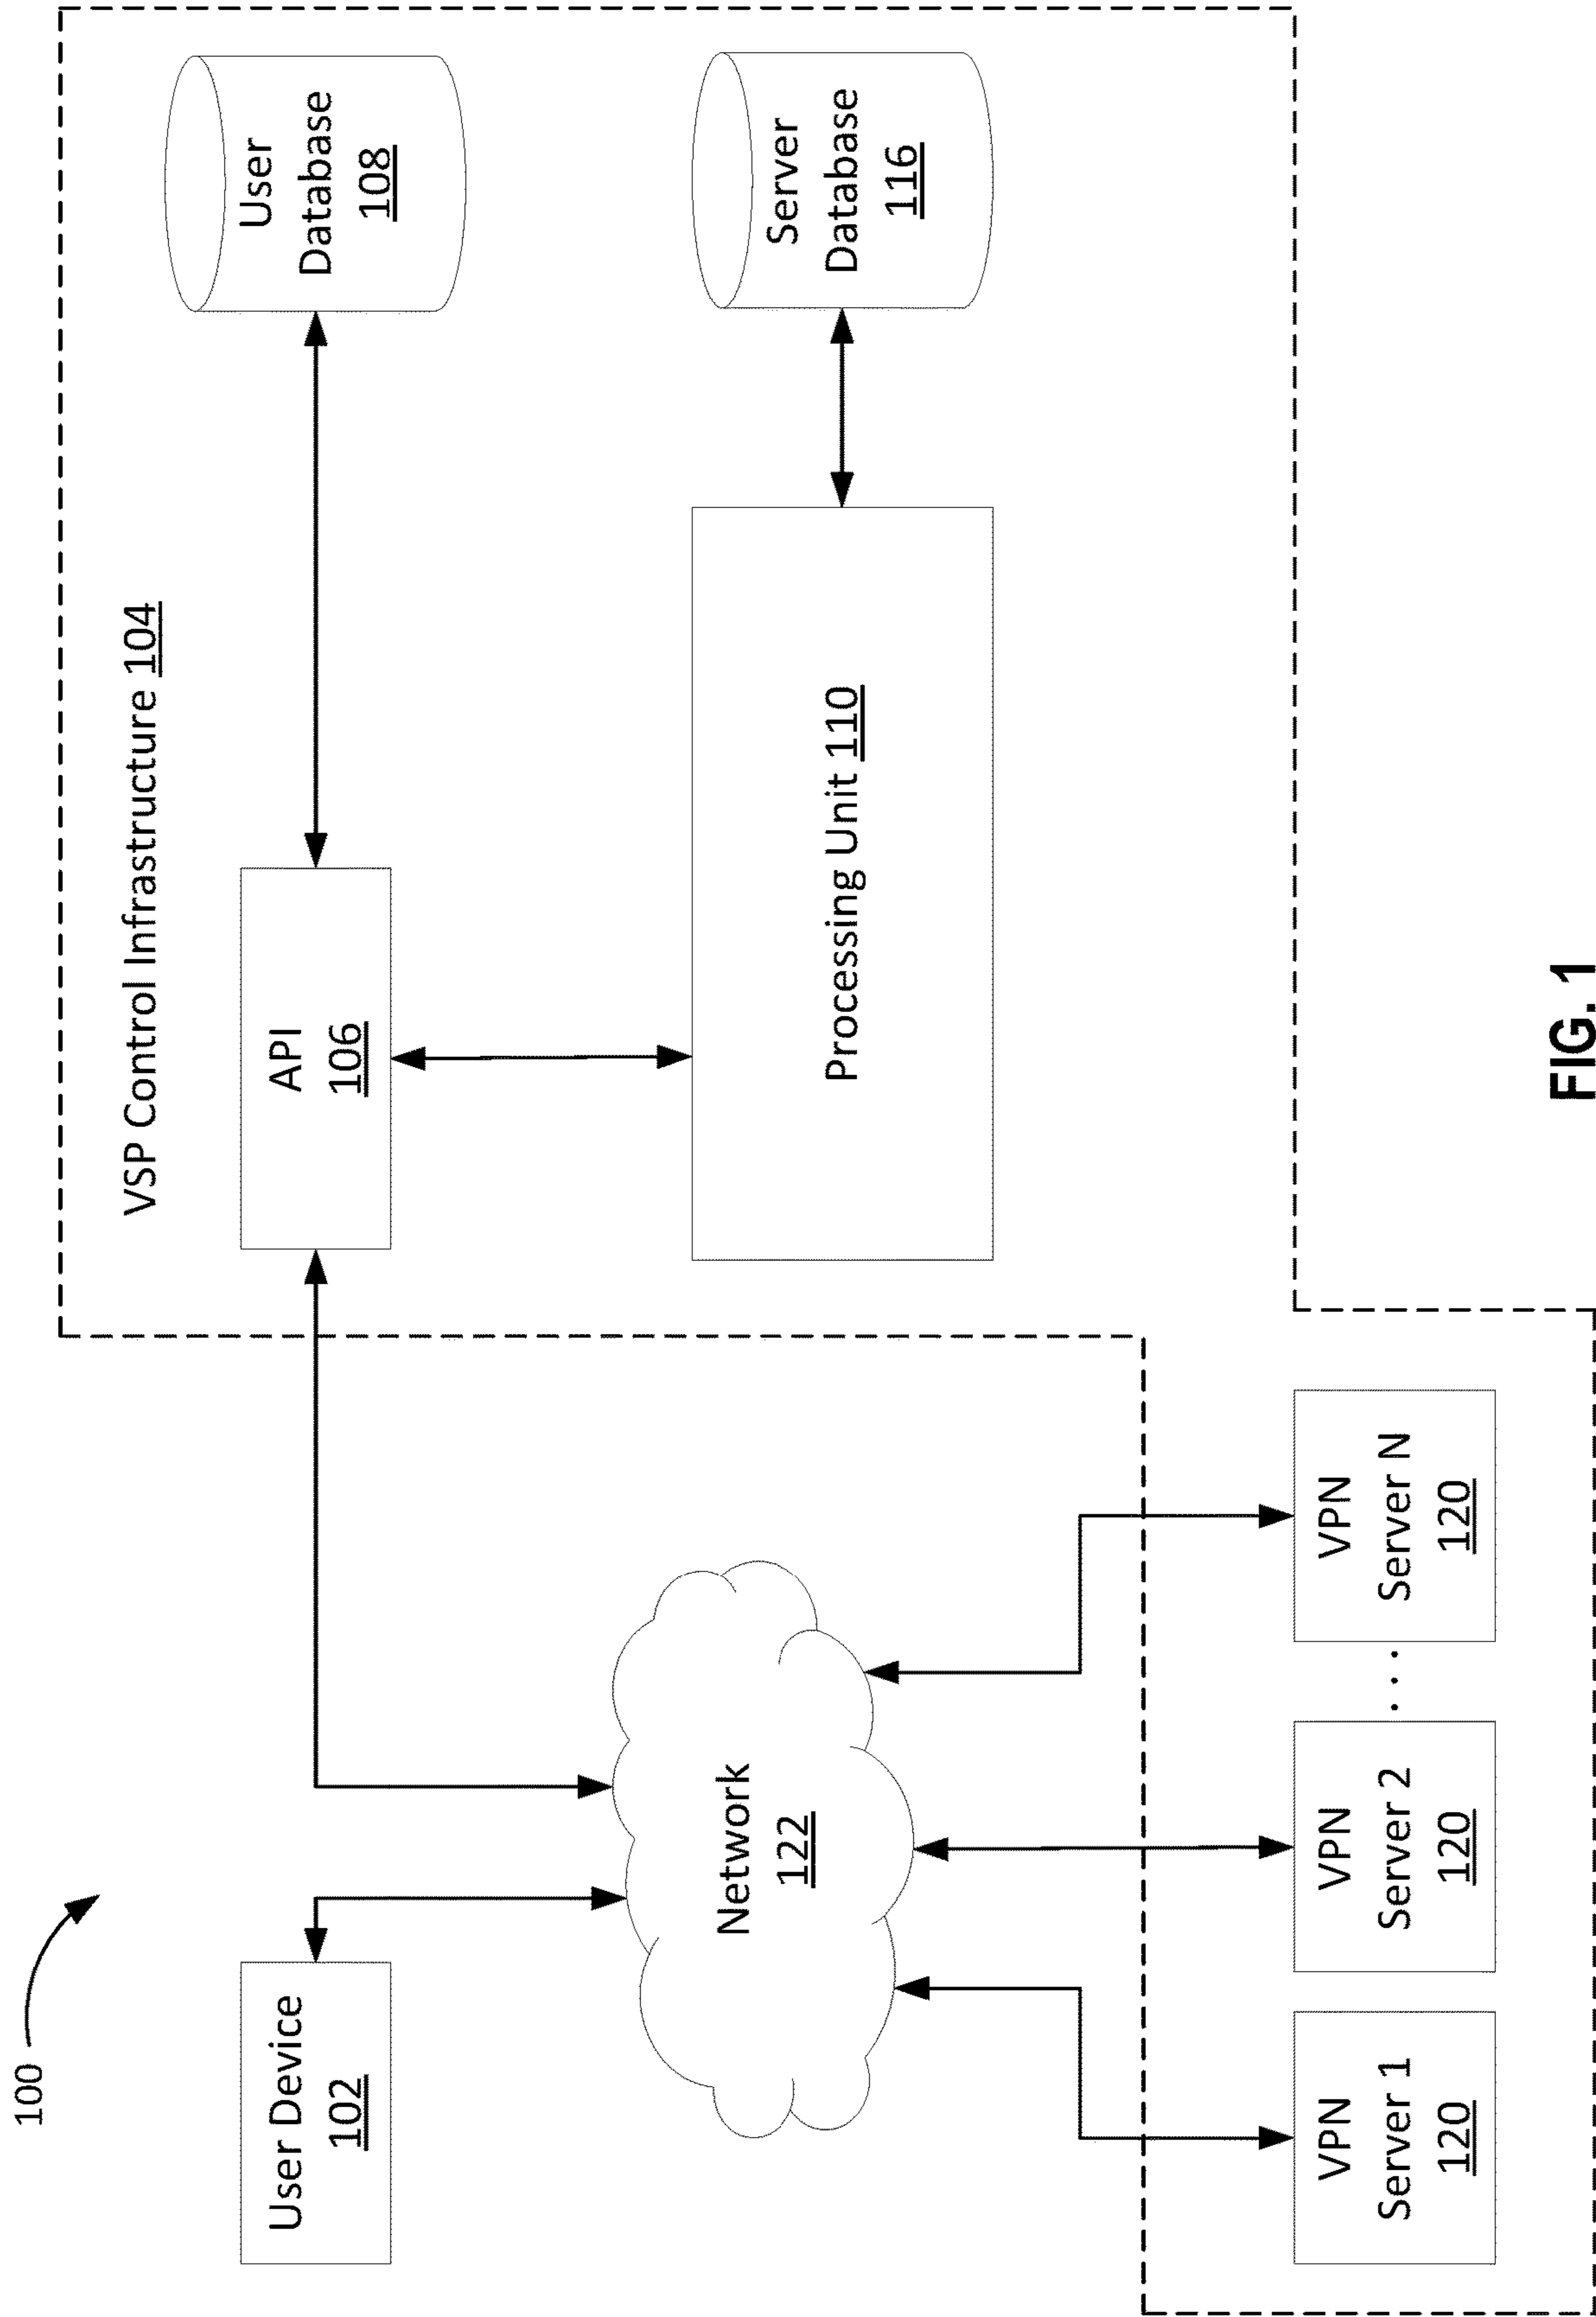 100
VSP Control Infrastructure 104
User Device
102
API
106
User
Database
108
Network
122
Processing Unit 110
Server
Database
116
VPN
Server 1
120
VPN
Server 2
120
...
VPN
Server N
120
FIG. 1